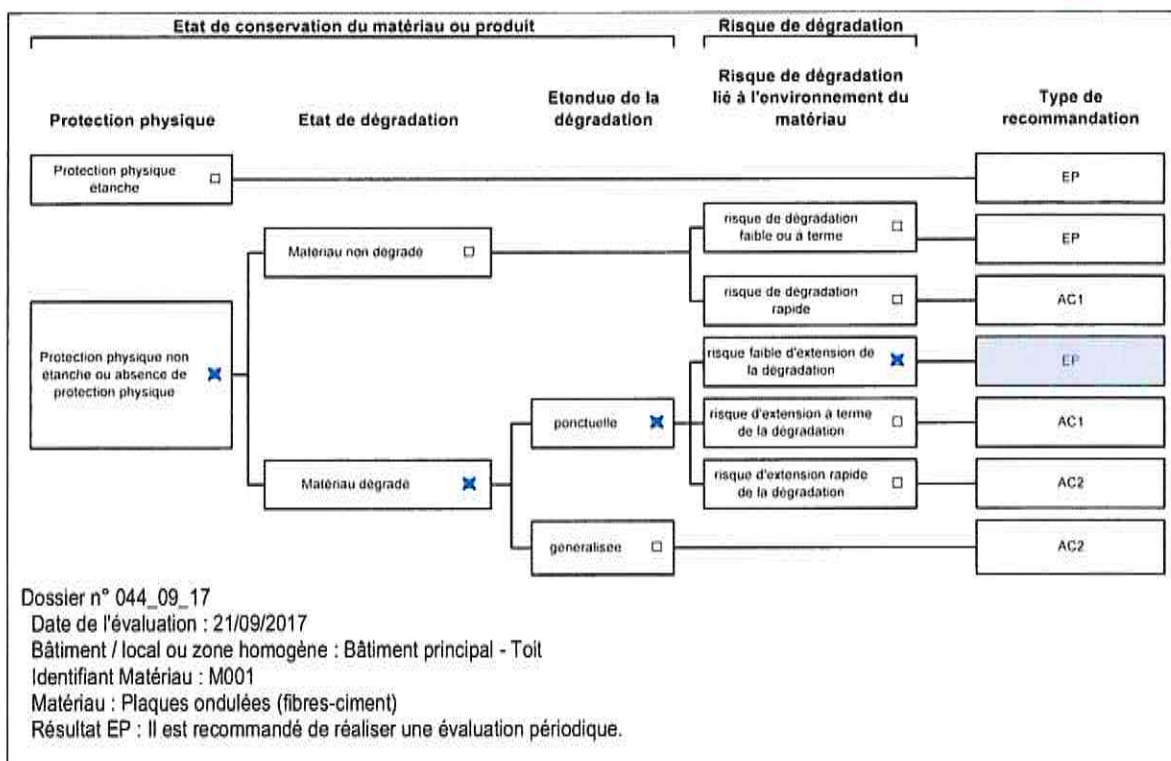 Etat de conservation du matériau ou produit
Risque de dégradation
Protection physique
Etat de dégradation
Etendue de la
dégradation
Risque de dégradation
lié à l'environnement du
matériau
Type de
recommandation
Protection physique
étanche
EP
Matériau non dégradé
risque de dégradation
faible ou à terme
EP
risque de dégradation
rapide
AC1
Protection physique non
étanche ou absence de
protection physique
risque faible d'extension de
la dégradation
EP
ponctuelle
risque d'extension à terme
de la dégradation
AC1
Matériau dégradé
risque d'extension rapide
de la dégradation
AC2
généralisée
AC2
Dossier n° 044_09_17
Date de l'évaluation : 21/09/2017
Bâtiment / local ou zone homogène : Bâtiment principal - Toit
Identifiant Matériau : M001
Matériau : Plaques ondulées (fibres-ciment)
Résultat EP : Il est recommandé de réaliser une évaluation périodique.